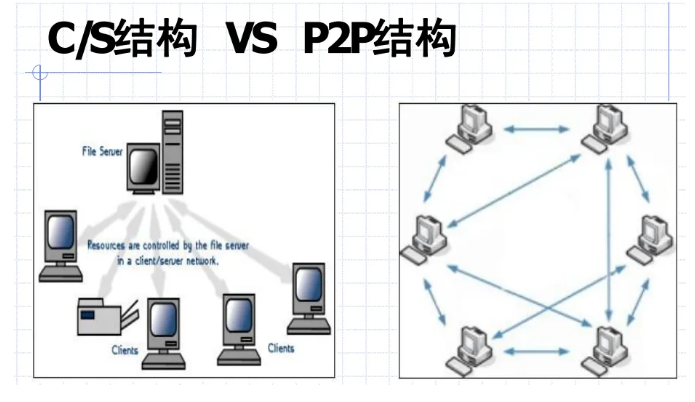 C/S结构 VS P2P结构
File Server
Resources are controlled by the file server
in a client/server network.
Clients
Clients